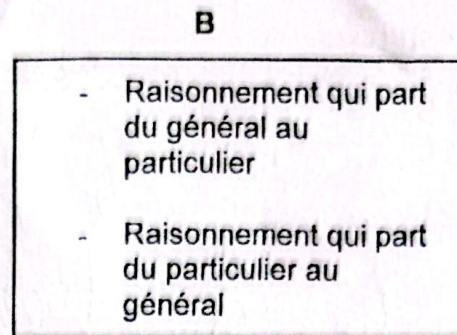 B
- Raisonnement qui part
du général au
particulier
- Raisonnement qui part
du particulier au
général